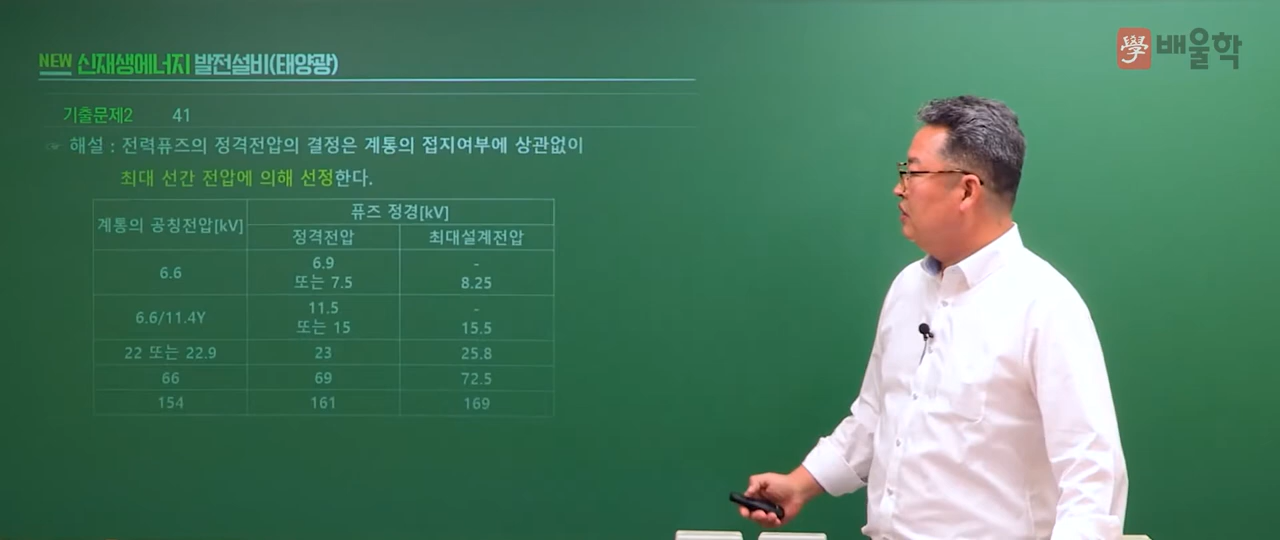 NEW 신재생에너지 발전설비(태양광)
學 배울학
기출문제2 41
☞ 해설 : 전력퓨즈의 정격전압의 결정은 계통의 접지여부에 상관없이
최대 선간 전압에 의해 선정한다.
계통의 공칭전압[kV] 퓨즈 정경[kV]
정격전압 최대설계전압
6.6 6.9 -
또는 7.5 8.25
6.6/11.4Y 11.5 -
또는 15 15.5
22 또는 22.9 23 25.8
66 69 72.5
154 161 169